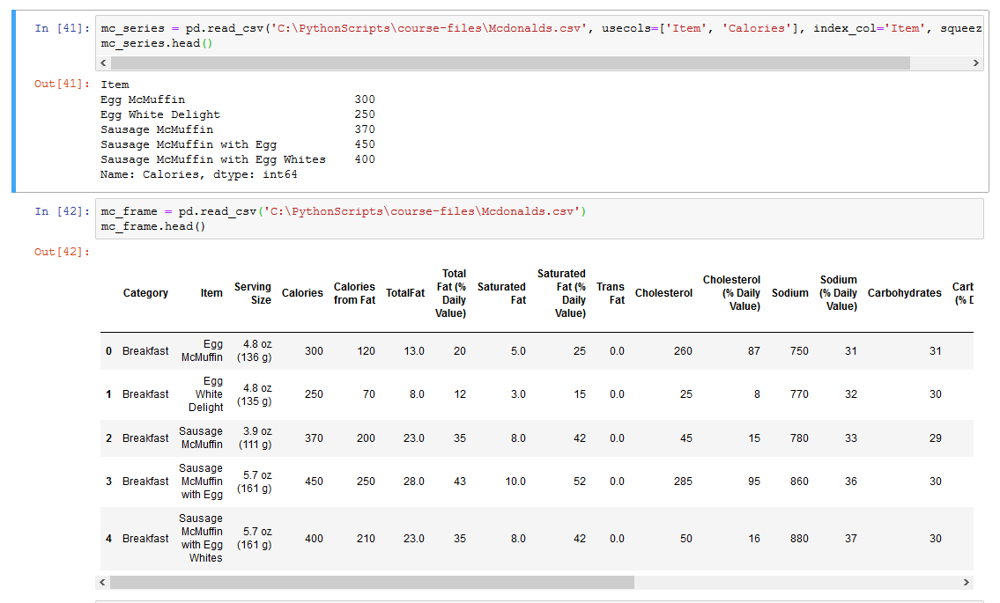 In [41]: mc_series = pd.read_csv('C:\PythonScripts\course-files\Mcdonalds.csv', usecols=['Item', 'Calories'], index_col='Item', squeez
mc_series.head()
Out[41]: Item
Egg McMuffin 300
Egg White Delight 250
Sausage McMuffin 370
Sausage McMuffin with Egg 450
Sausage McMuffin with Egg Whites 400
Name: Calories, dtype: int64
In [42]: mc_frame = pd.read_csv('C:\PythonScripts\course-files\Mcdonalds.csv')
mc_frame.head()
Out[42]:
Category Item Serving Size Calories Calories from Fat TotalFat Total Fat (% Daily Value) Saturated Fat Saturated Fat (% Daily Value) Trans Fat Cholesterol Cholesterol (% Daily Value) Sodium Sodium (% Daily Value) Carbohydrates Cart (% D
0 Breakfast Egg McMuffin 4.8 oz (136 g) 300 120 13.0 20 5.0 25 0.0 260 87 750 31 31
1 Breakfast Egg White Delight 4.8 oz (135 g) 250 70 8.0 12 3.0 15 0.0 25 8 770 32 30
2 Breakfast Sausage McMuffin 3.9 oz (111 g) 370 200 23.0 35 8.0 42 0.0 45 15 780 33 29
3 Breakfast Sausage McMuffin with Egg 5.7 oz (161 g) 450 250 28.0 43 10.0 52 0.0 285 95 860 36 30
4 Breakfast Sausage McMuffin with Egg Whites 5.7 oz (161 g) 400 210 23.0 35 8.0 42 0.0 50 16 880 37 30